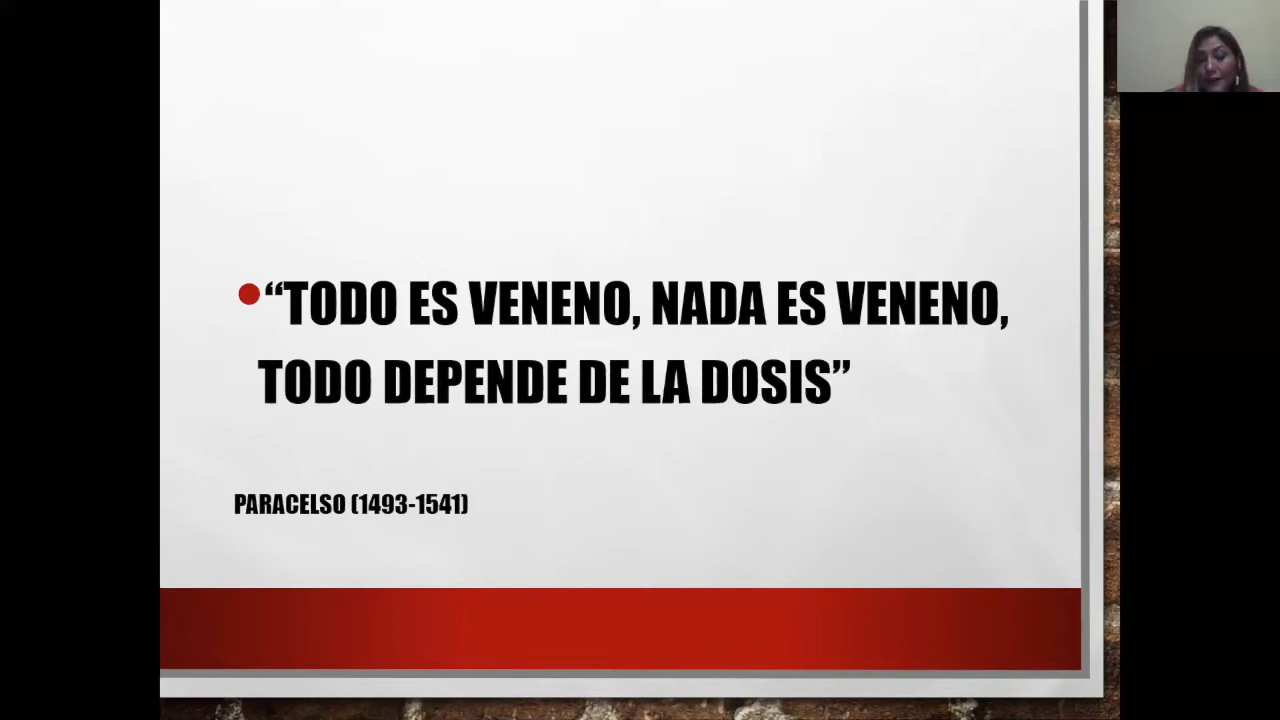 •“TODO ES VENENO, NADA ES VENENO,
TODO DEPENDE DE LA DOSIS”
PARACELSO (1493-1541)